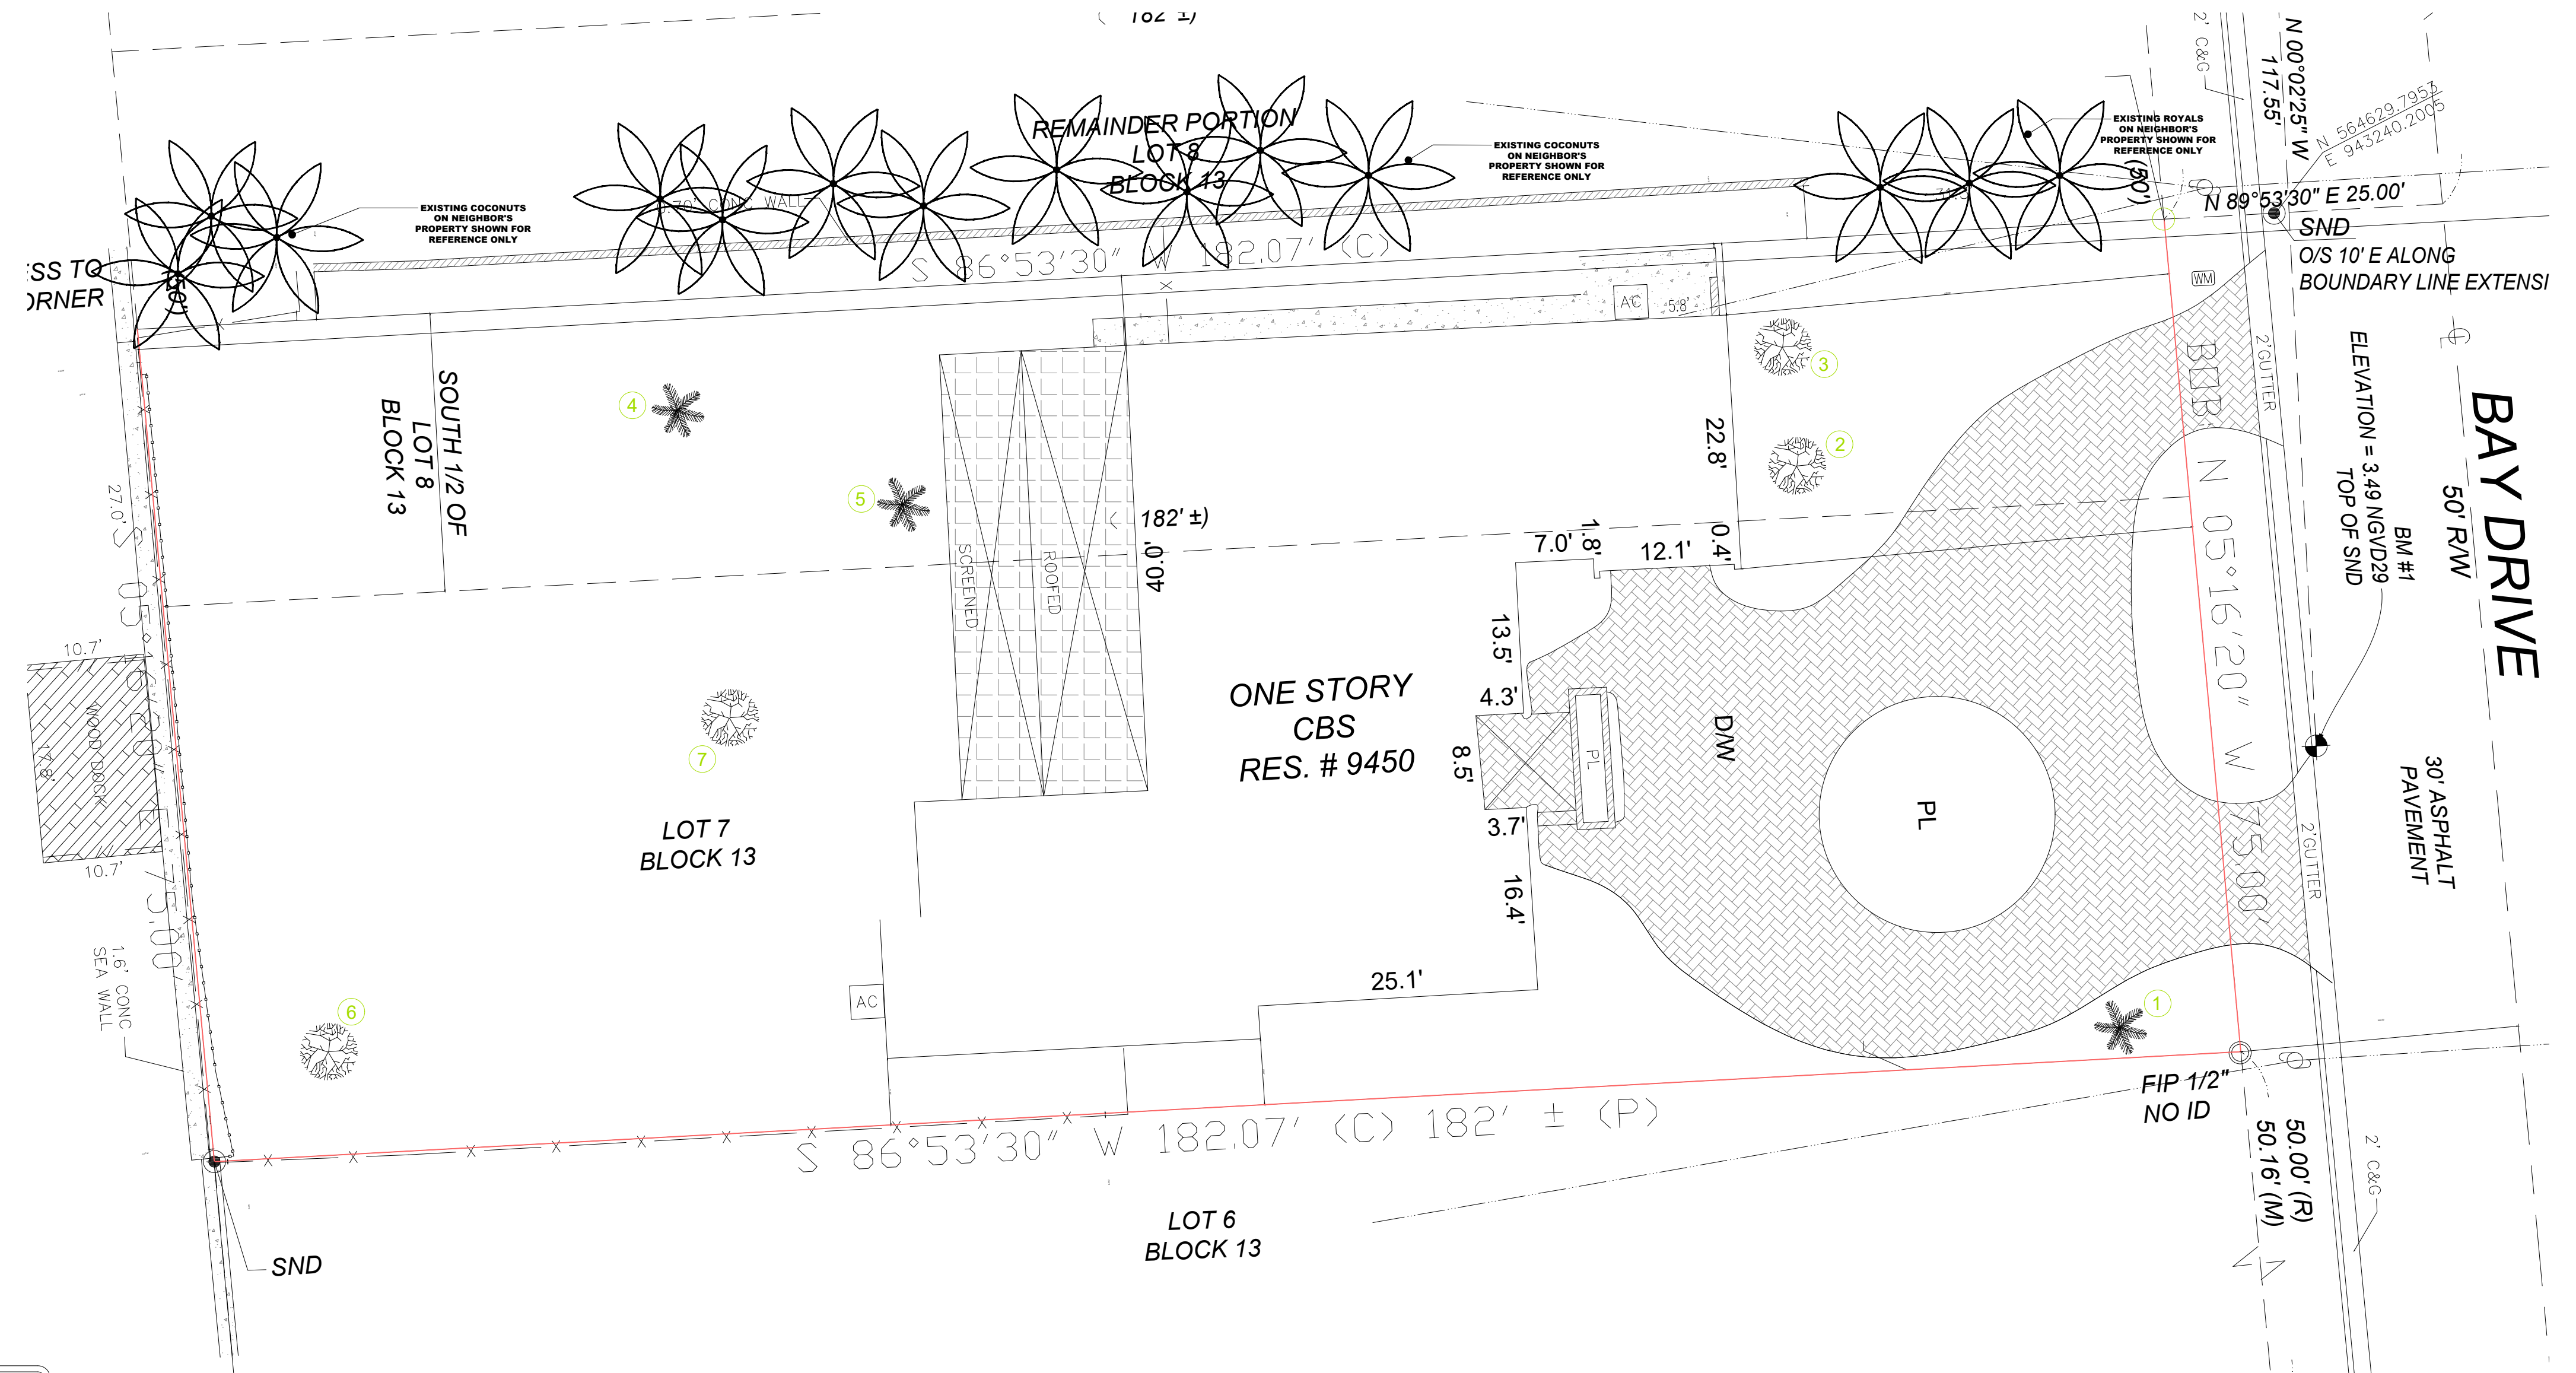 182' ±)
REMAINDER PORTION
LOT 8
BLOCK 13
EXISTING COCONUTS
ON NEIGHBOR'S
PROPERTY SHOWN FOR
REFERENCE ONLY
EXISTING COCONUTS
ON NEIGHBOR'S
PROPERTY SHOWN FOR
REFERENCE ONLY
EXISTING ROYALS
ON NEIGHBOR'S
PROPERTY SHOWN FOR
REFERENCE ONLY
2' C&G
N 00°02'25" W
117.55'
N 564629.7953
E 943240.2005
(50')
N 89°53'30" E 25.00'
SND
O/S 10' E ALONG
BOUNDARY LINE EXTENSI
CONC WALL
S 86°53'30" W 182.07' (C)
SS TO
ORNER
WM
AC
5.8'
3
2
4
5
22.8'
SOUTH 1/2 OF
LOT 8
BLOCK 13
27.0'
( 182' ±)
40.0'
SCREENED
ROOFED
7.0'
1.8'
12.1'
0.4'
13.5'
4.3'
8.5'
3.7'
16.4'
25.1'
PL
D/W
PL
ONE STORY
CBS
RES. # 9450
7
LOT 7
BLOCK 13
10.7'
WOOD DOCK
17.8'
10.7'
1.6' CONC
SEA WALL
6
AC
1
N 05°16'20" W 75.00'
2'GUTTER
2'GUTTER
BAY DRIVE
50' R/W
BM #1
ELEVATION = 3.49 NGVD29
TOP OF SND
30' ASPHALT
PAVEMENT
FIP 1/2"
NO ID
50.00' (R)
50.16' (M)
2' C&G
S 86°53'30" W 182.07' (C) 182' ± (P)
LOT 6
BLOCK 13
SND